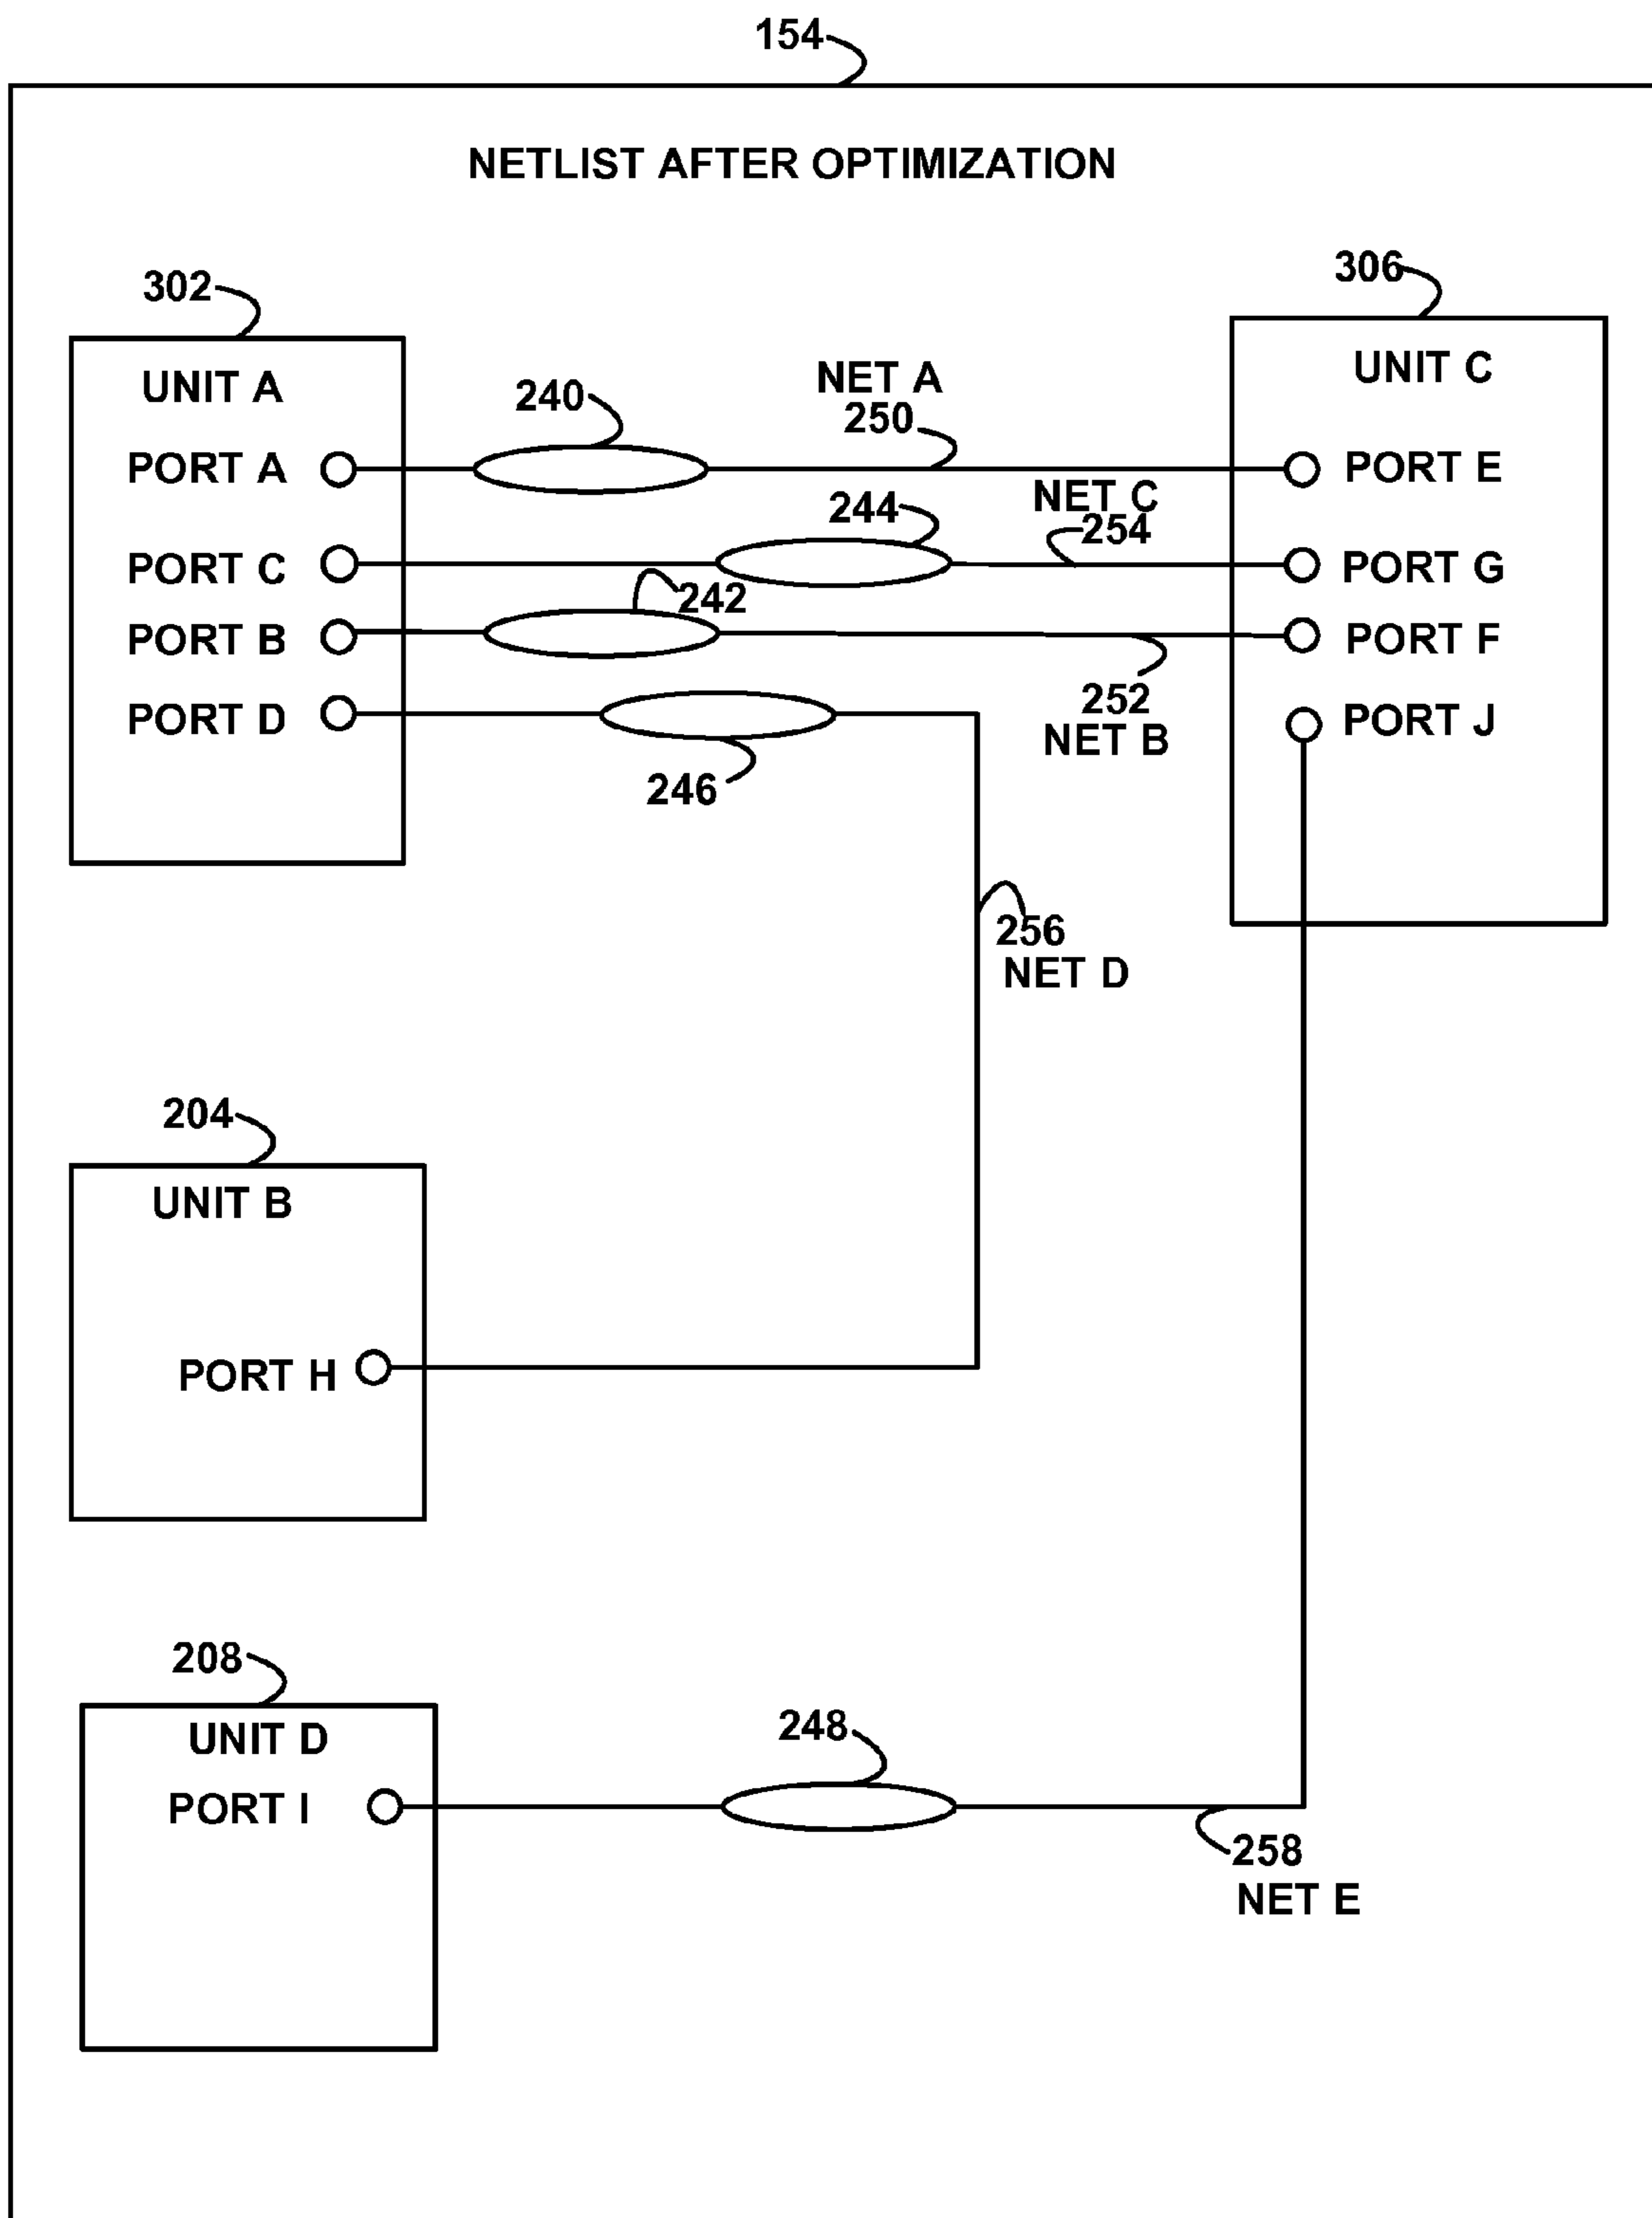 154
NETLIST AFTER OPTIMIZATION
302
306
UNIT A
UNIT C
240
NET A
250
PORT A
PORT E
244
NET C
254
PORT C
PORT G
242
PORT B
PORT F
252
NET B
PORT D
PORT J
246
256
NET D
204
UNIT B
PORT H
208
UNIT D
PORT I
248
258
NET E